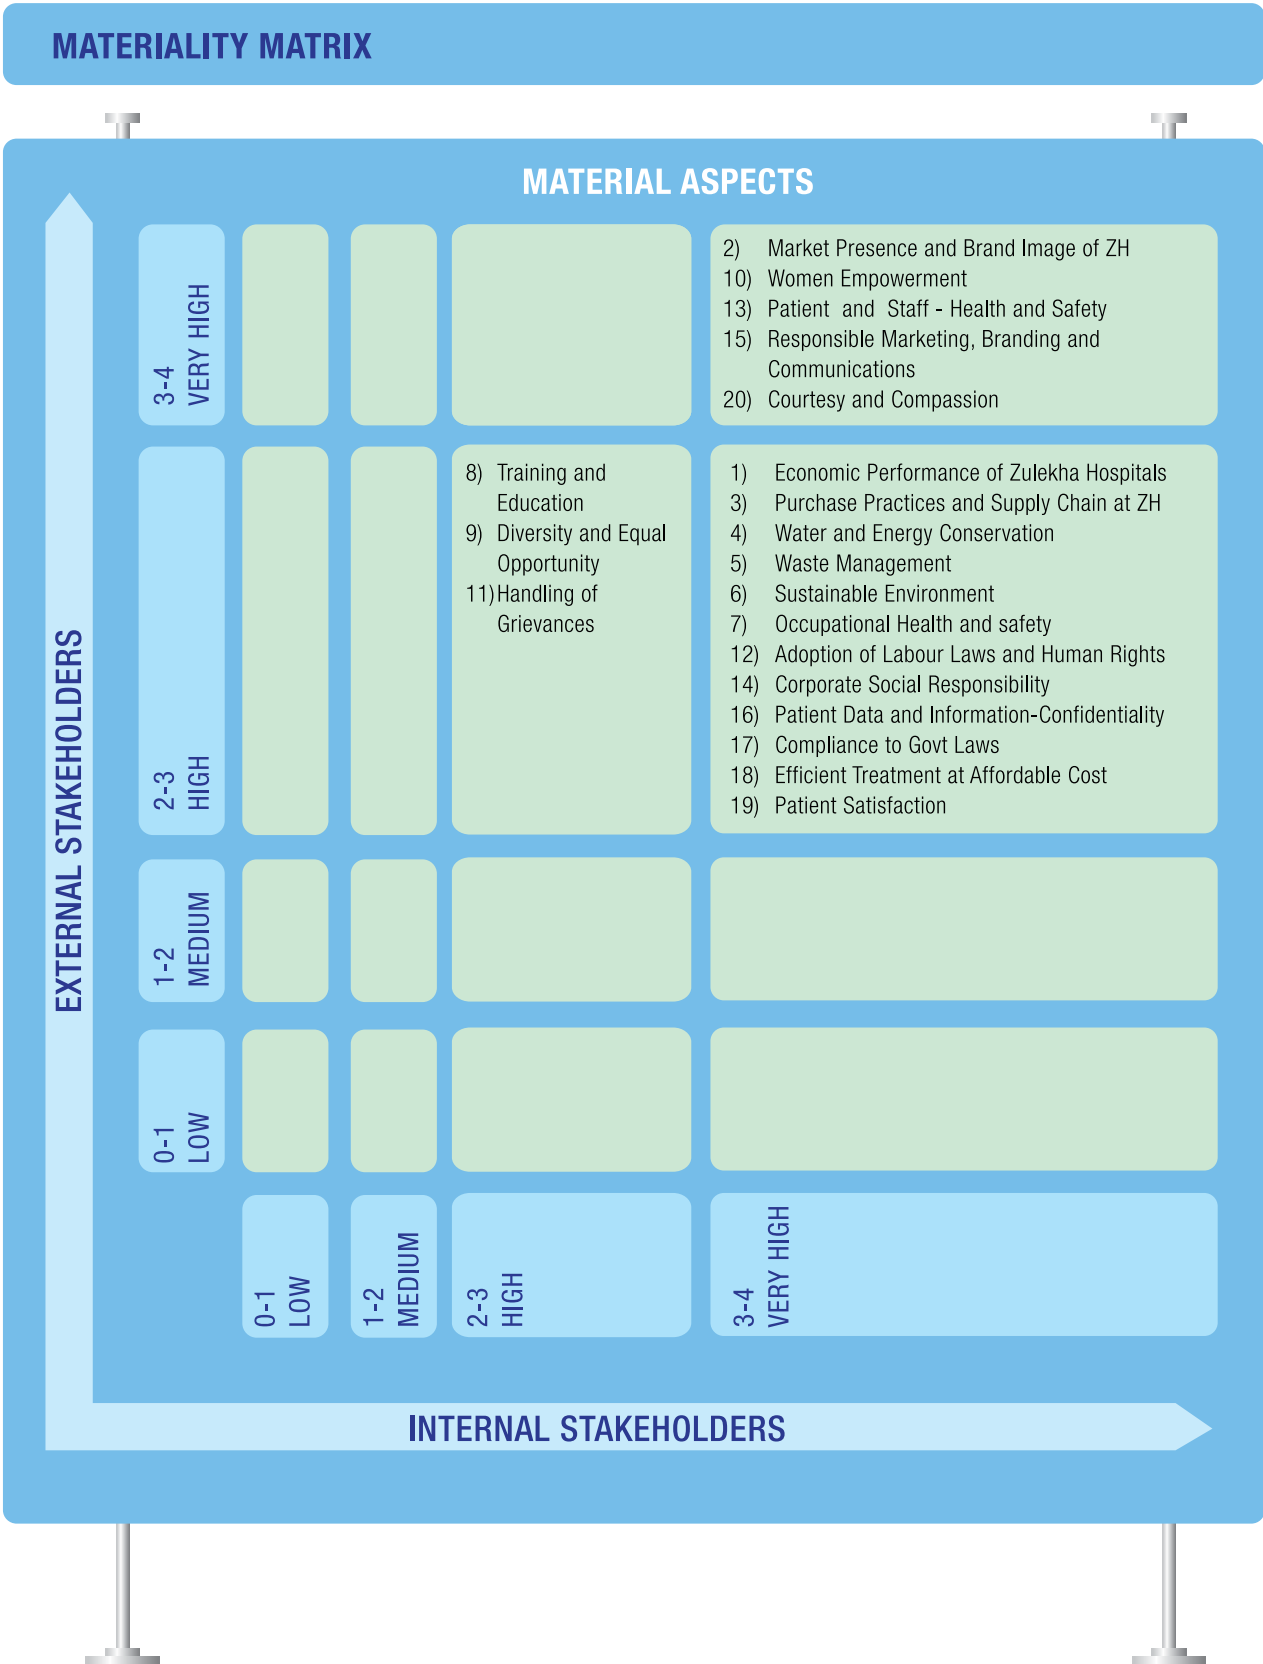 MATERIALITY MATRIX
MATERIAL ASPECTS
EXTERNAL STAKEHOLDERS
3-4
VERY HIGH
2) Market Presence and Brand Image of ZH
10) Women Empowerment
13) Patient and Staff - Health and Safety
15) Responsible Marketing, Branding and
Communications
20) Courtesy and Compassion
2-3
HIGH
8) Training and
Education
9) Diversity and Equal
Opportunity
11) Handling of
Grievances
1) Economic Performance of Zulekha Hospitals
3) Purchase Practices and Supply Chain at ZH
4) Water and Energy Conservation
5) Waste Management
6) Sustainable Environment
7) Occupational Health and safety
12) Adoption of Labour Laws and Human Rights
14) Corporate Social Responsibility
16) Patient Data and Information-Confidentiality
17) Compliance to Govt Laws
18) Efficient Treatment at Affordable Cost
19) Patient Satisfaction
1-2
MEDIUM
0-1
LOW
0-1
LOW
1-2
MEDIUM
2-3
HIGH
3-4
VERY HIGH
INTERNAL STAKEHOLDERS